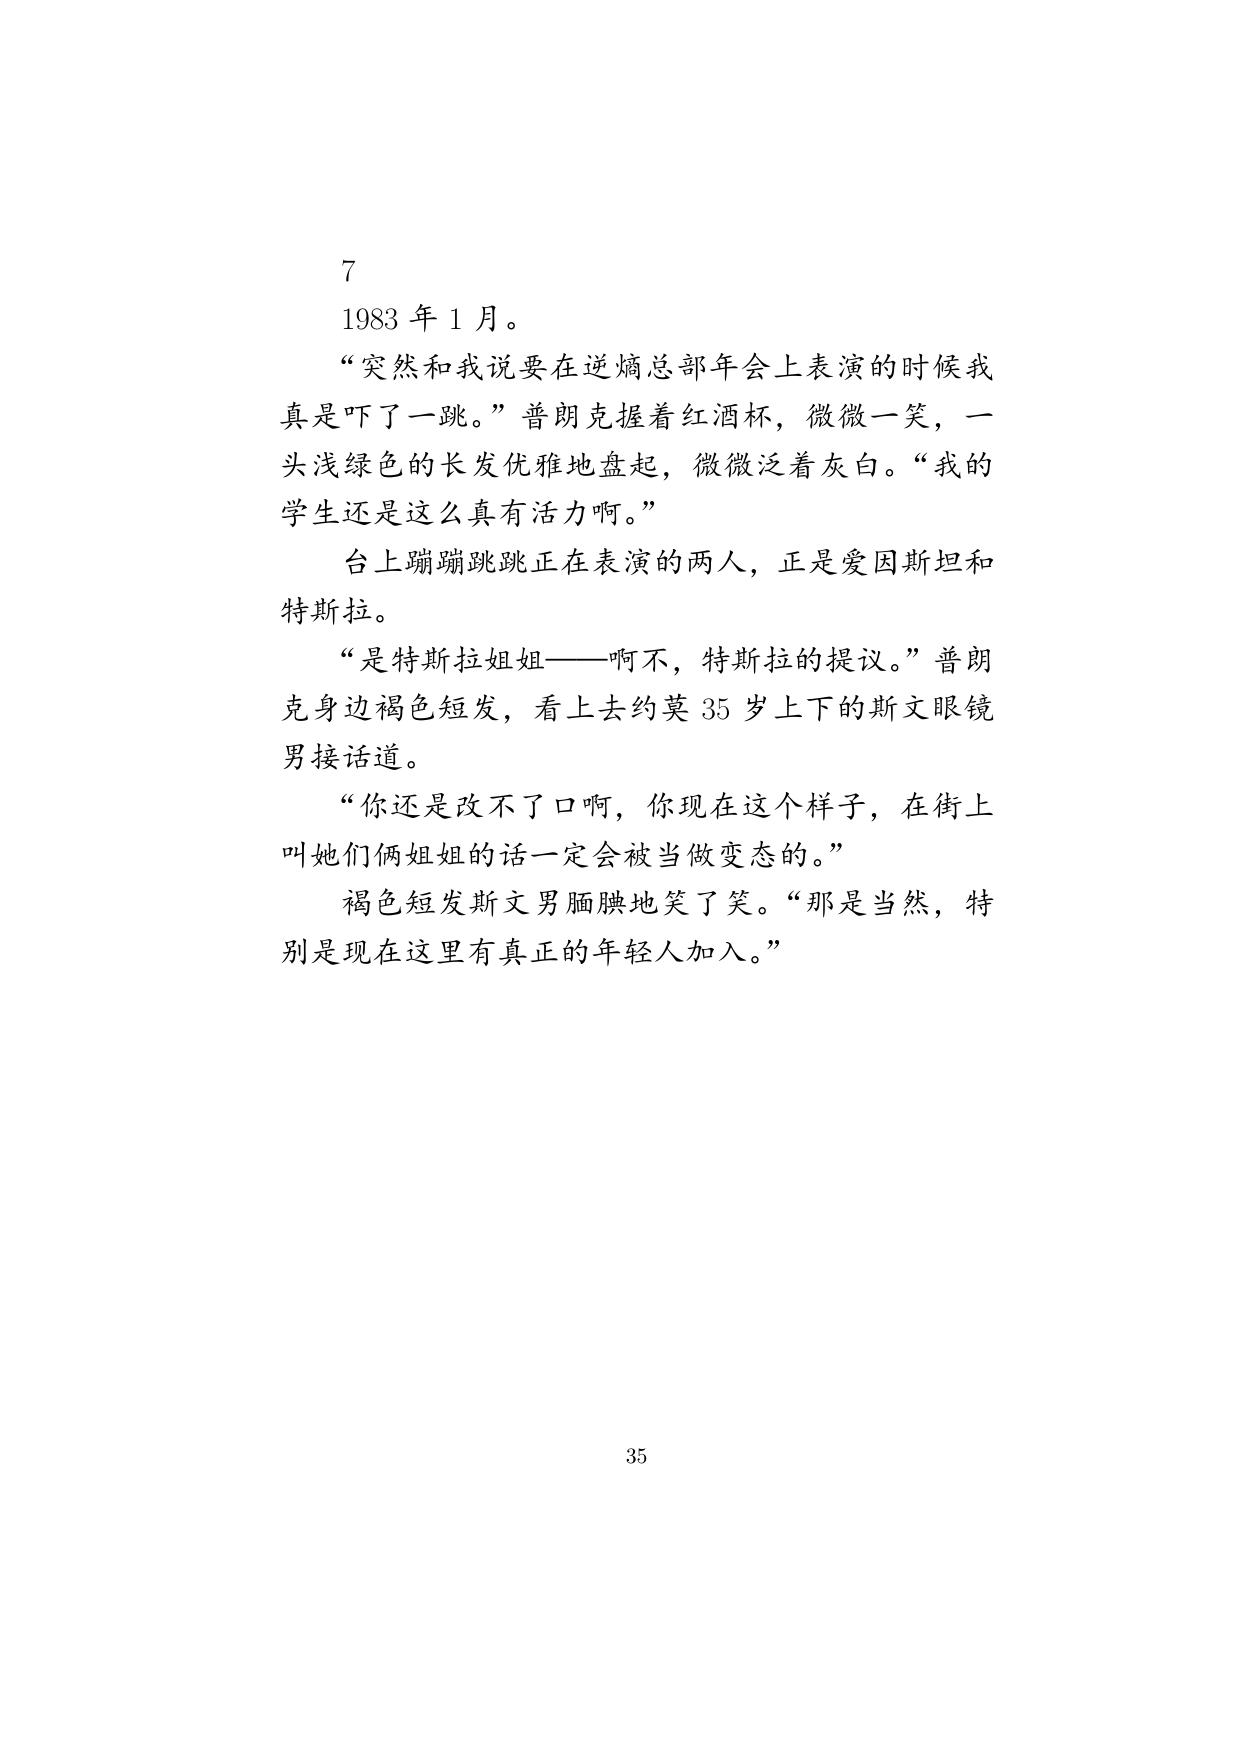 7
1983 年 1 月。
“突然和我说要在逆熵总部年会上表演的时候我
真是吓了一跳。”普朗克握着红酒杯，微微一笑，一
头浅绿色的长发优雅地盘起，微微泛着灰白。“我的
学生还是这么真有活力啊。”
台上蹦蹦跳跳正在表演的两人，正是爱因斯坦和
特斯拉。
“是特斯拉姐姐——啊不，特斯拉的提议。”普朗
克身边褐色短发，看上去约莫 35 岁上下的斯文眼镜
男接话道。
“你还是改不了口啊，你现在这个样子，在街上
叫她们俩姐姐的话一定会被当做变态的。”
褐色短发斯文男腼腆地笑了笑。“那是当然，特
别是现在这里有真正的年轻人加入。”
35